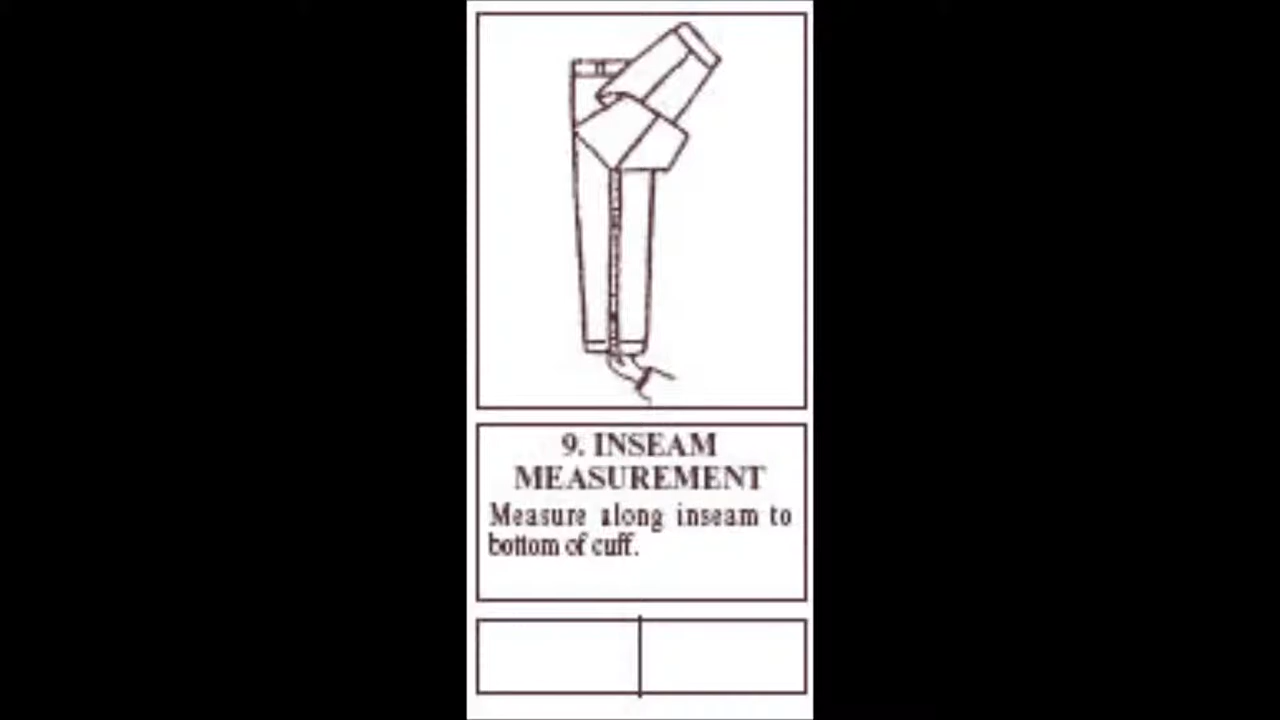 9. INSEAM
MEASUREMENT
Measure along inseam to
bottom of cuff.